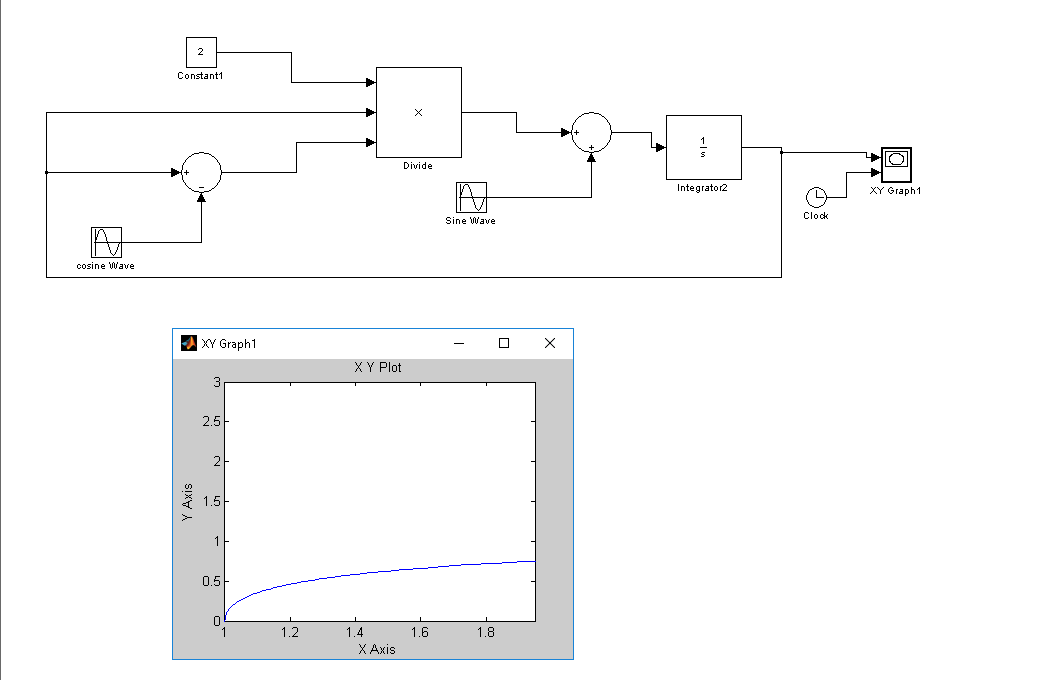 2
Constant1
×
Divide
+
−
cosine Wave
Sine Wave
+
+
1
s
Integrator2
Clock
XY Graph1
XY Graph1
X Y Plot
3
2.5
2
1.5
1
0.5
0
Y Axis
1 1.2 1.4 1.6 1.8
X Axis